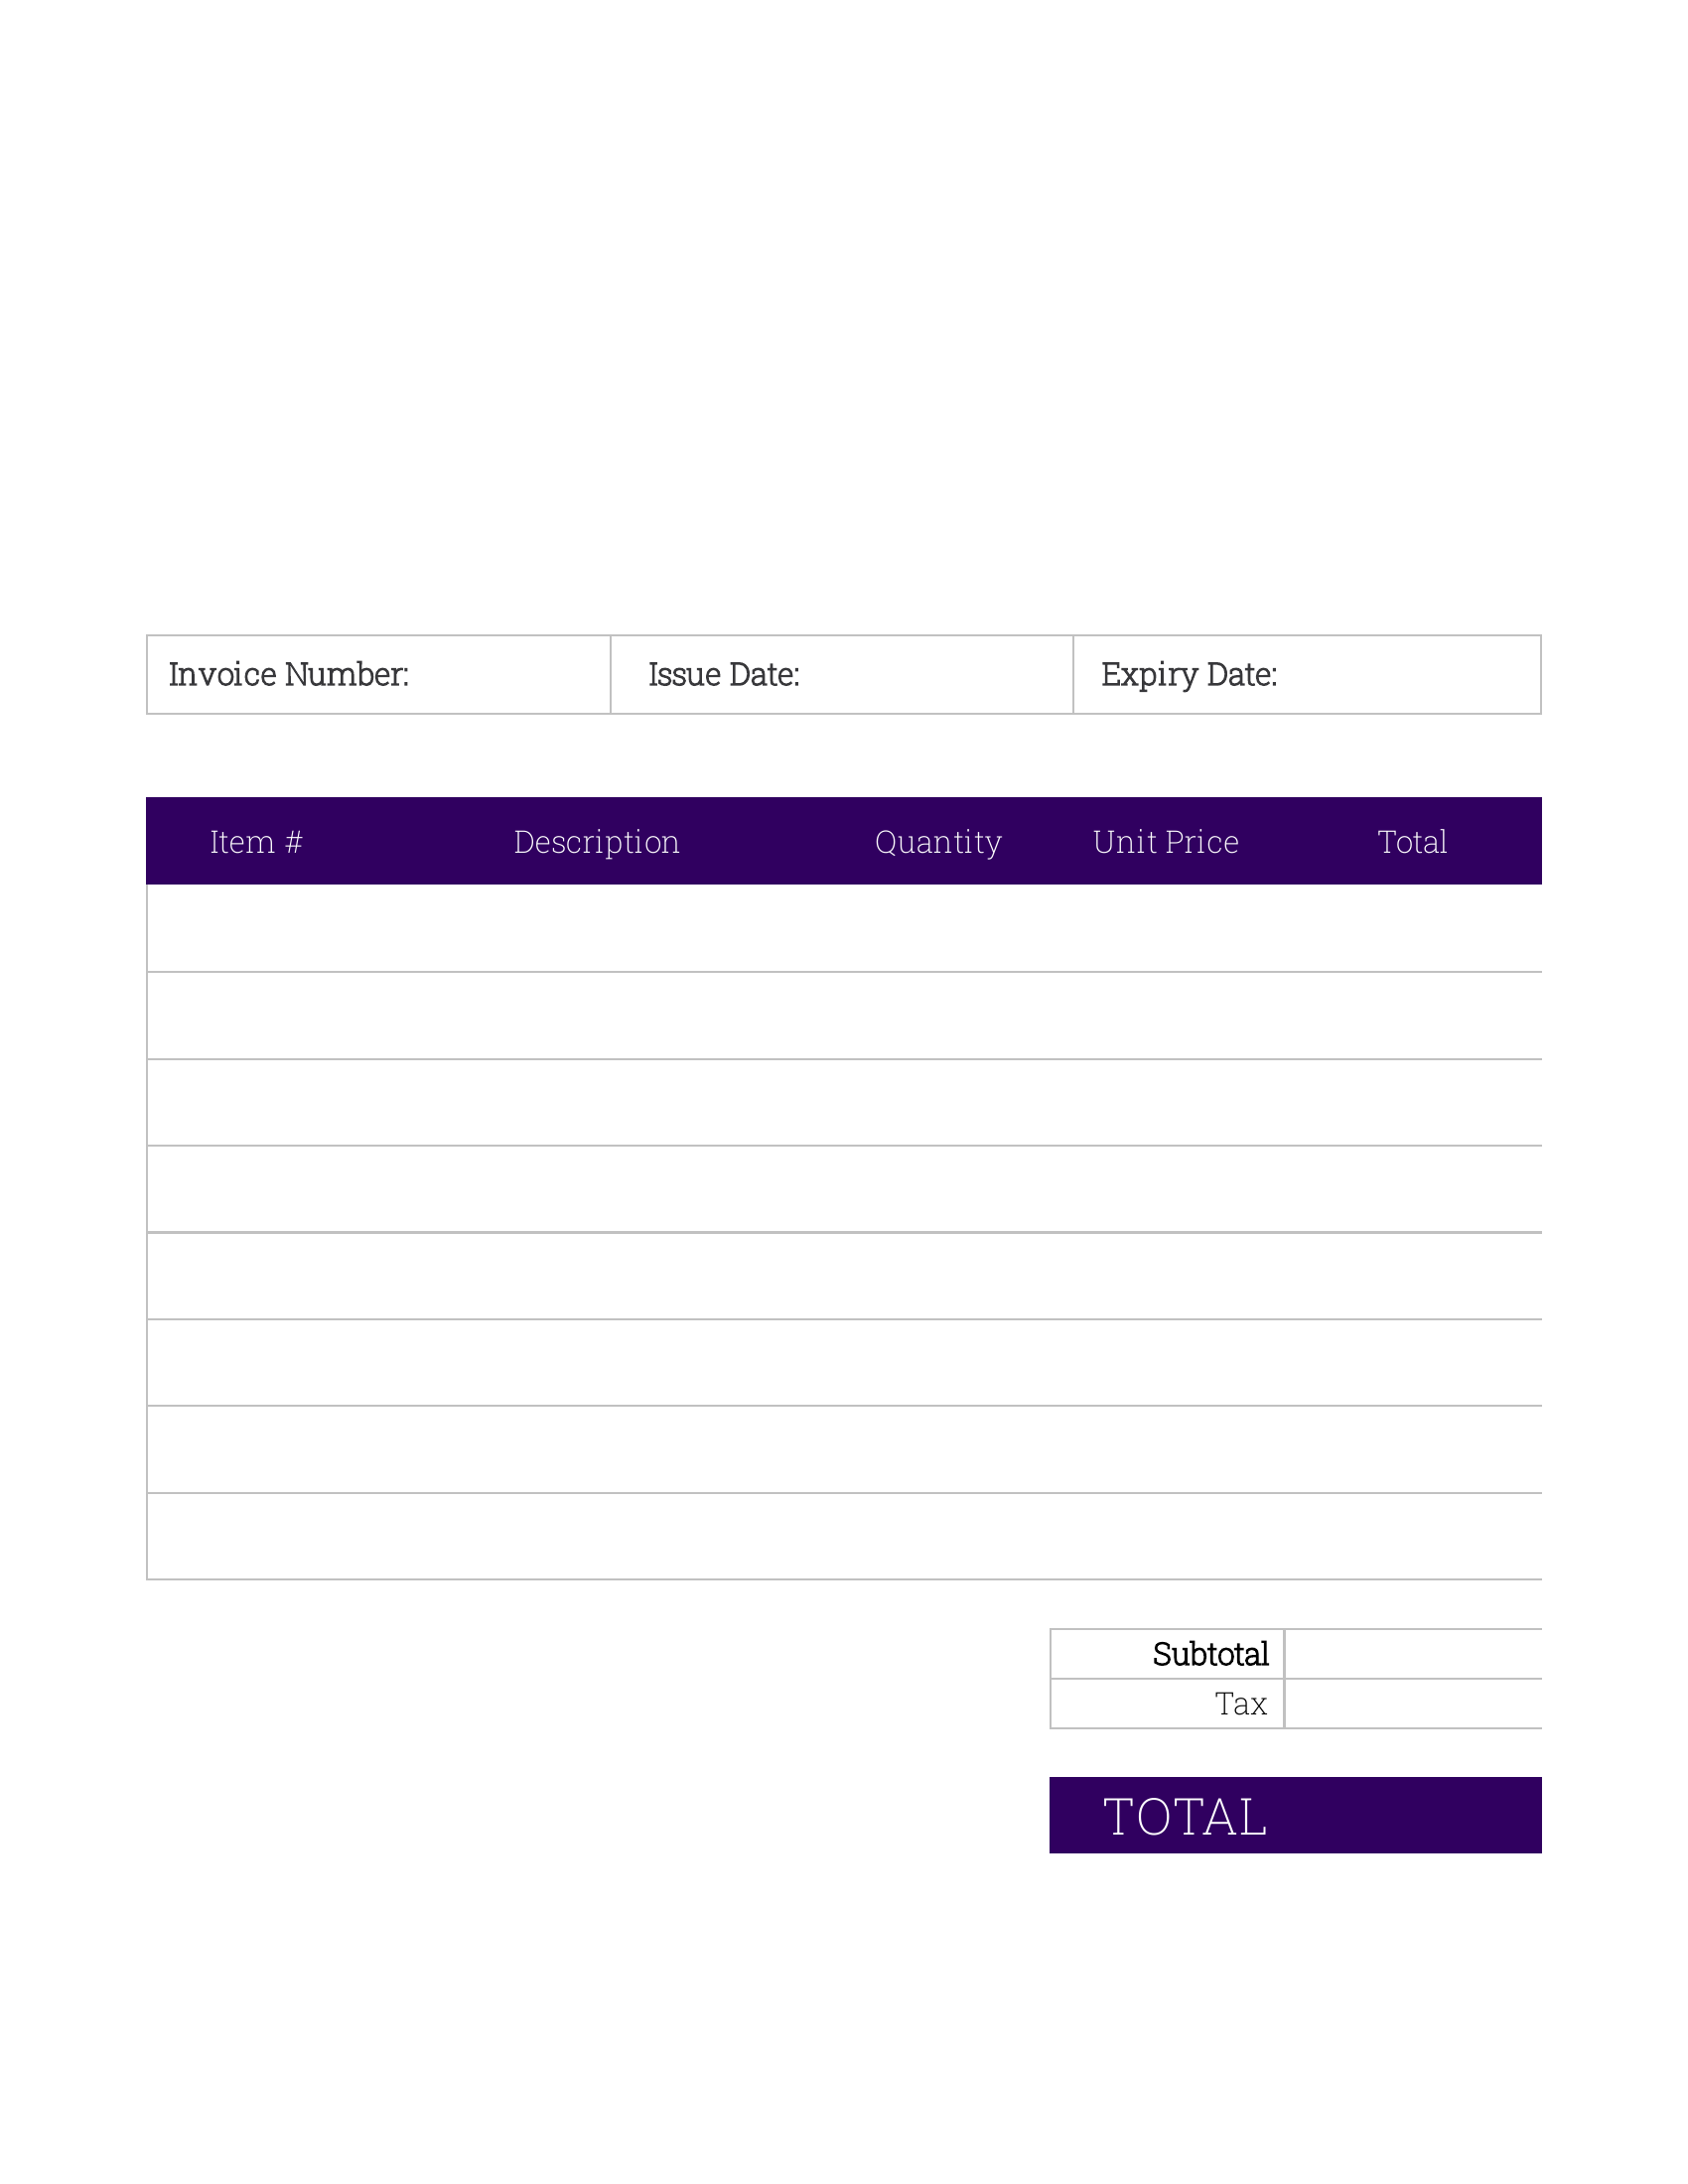 Invoice Number: Issue Date: Expiry Date:
Item # Description Quantity Unit Price Total
Subtotal
Tax
TOTAL